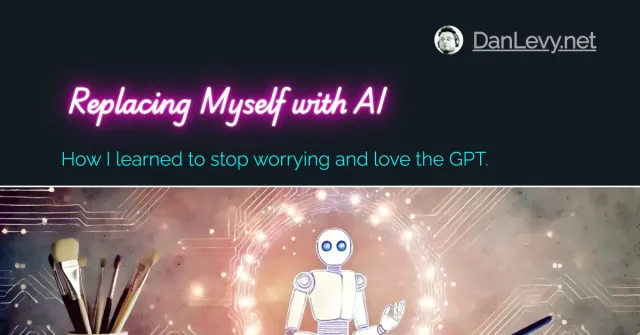 DanLevy.net
Replacing Myself with AI
How I learned to stop worrying and love the GPT.